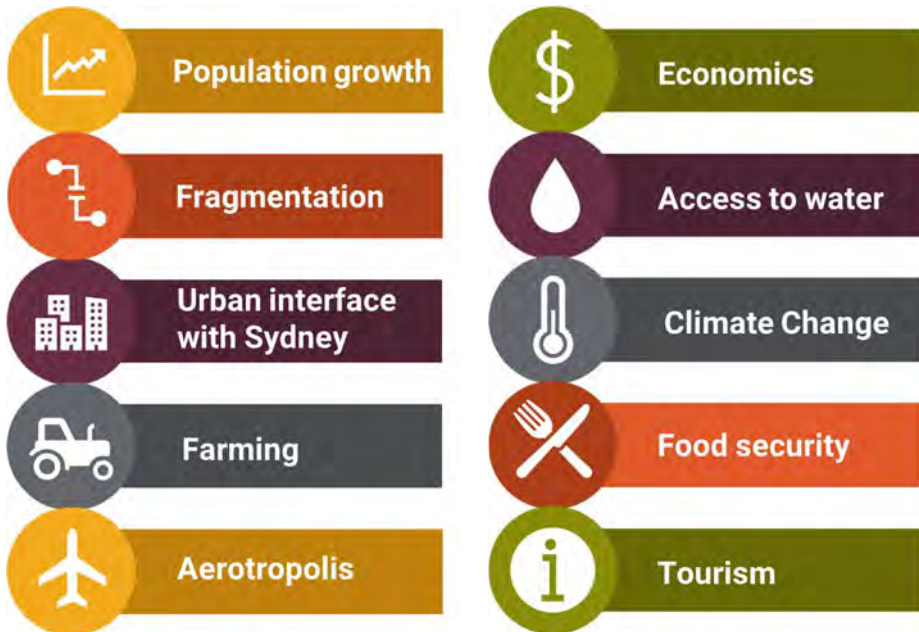 Population growth
Fragmentation
Urban interface
with Sydney
Farming
Aerotropolis
$
Economics
Access to water
Climate Change
Food security
i
Tourism